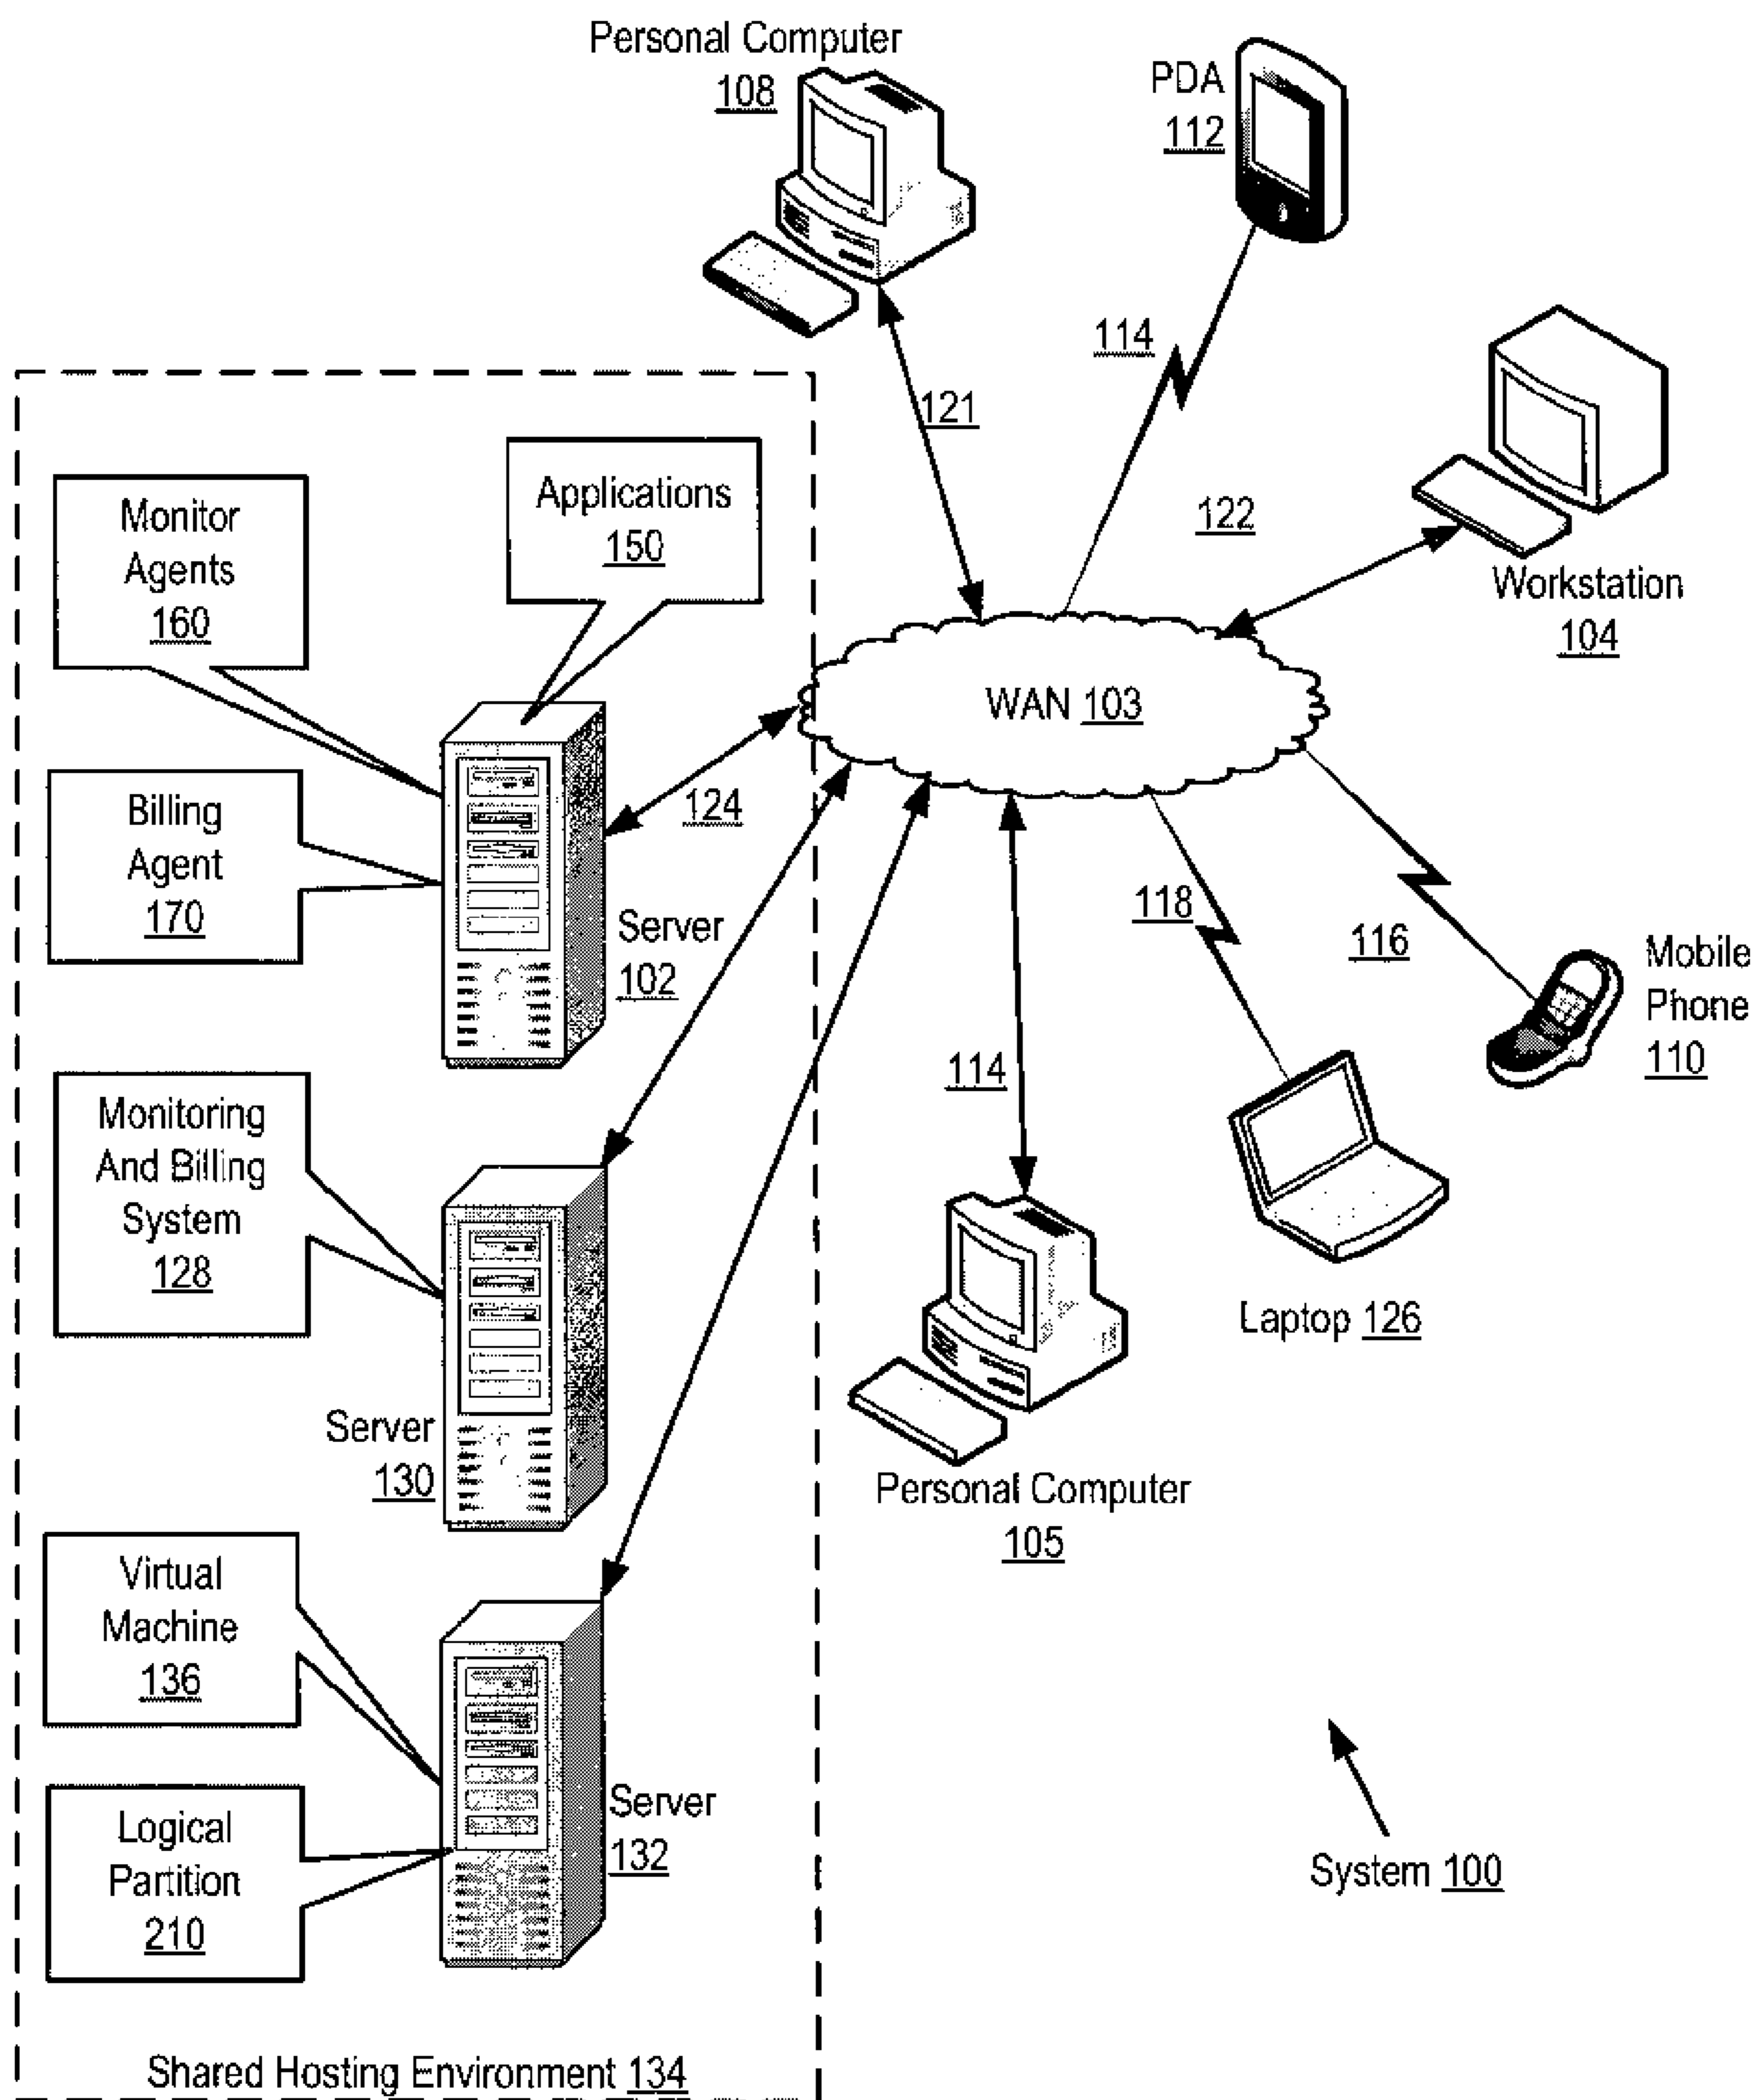 Personal Computer
108
PDA
112
114
121
122
Workstation
104
Monitor
Agents
160
Applications
150
WAN 103
Billing
Agent
170
124
Server
102
118
116
Mobile
Phone
110
114
Monitoring
And Billing
System
128
Laptop 126
Server
130
Personal Computer
105
Virtual
Machine
136
Logical
Partition
210
Server
132
System 100
Shared Hosting Environment 134